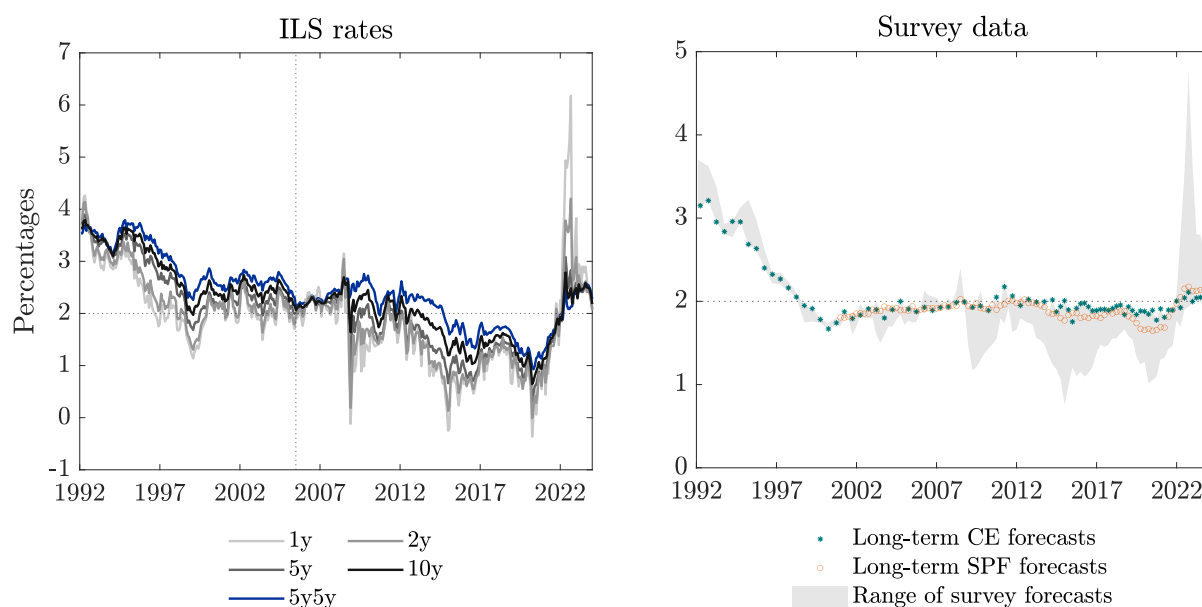 ILS rates
7
6
5
4
3
2
1
0
-1
Percentages
1992 1997 2002 2007 2012 2017 2022
1y 2y
5y 10y
5y5y
Survey data
5
4
3
2
1
0
1992 1997 2002 2007 2012 2017 2022
Long-term CE forecasts
Long-term SPF forecasts
Range of survey forecasts